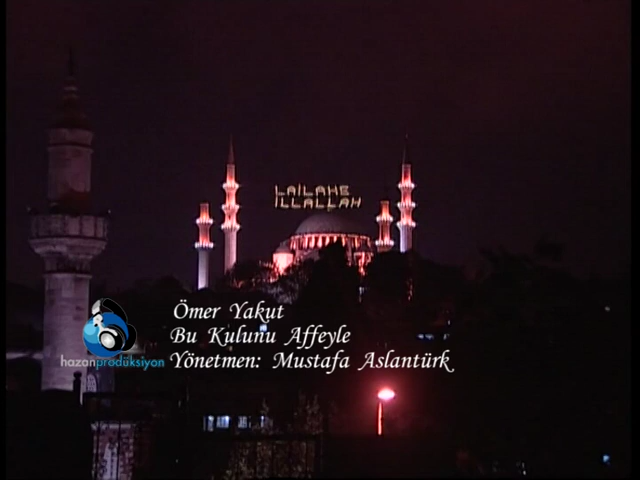 LAİLAHE
İLLALLAH
Ömer Yakut
Bu Kulunu Affeyle
hazanprodüksiyon
Yönetmen: Mustafa Aslantürk